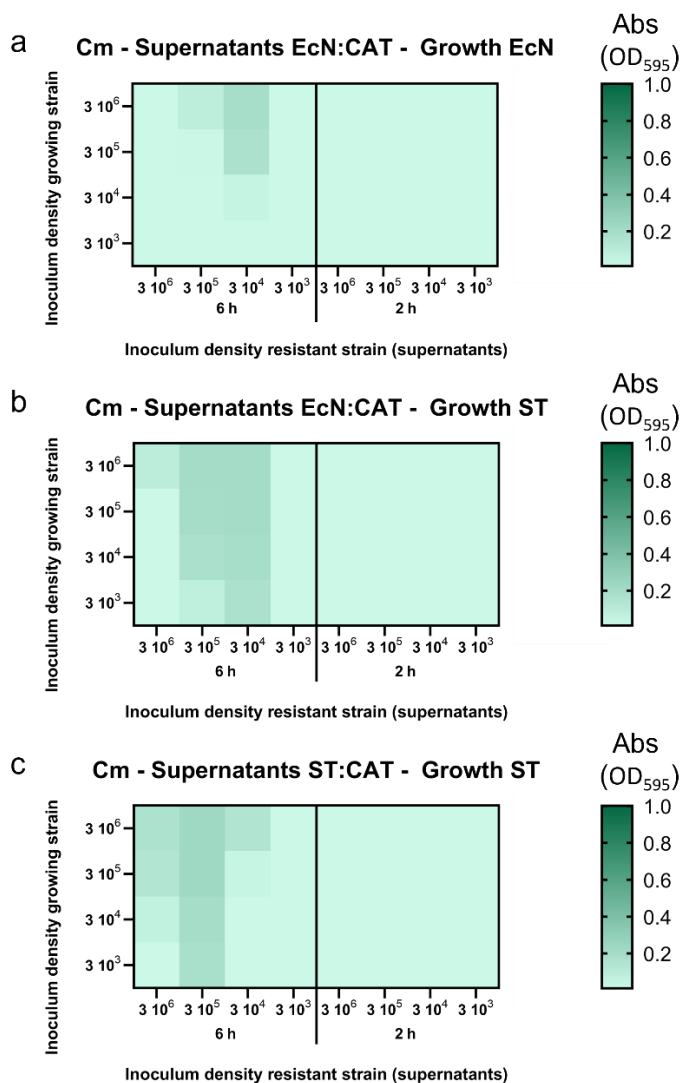 a
Cm - Supernatants EcN:CAT - Growth EcN
Abs
(OD₅₉₅)
Inoculum density growing strain
3 10⁶
3 10⁵
3 10⁴
3 10³
1.0
0.8
0.6
0.4
0.2
3 10⁶ 3 10⁵ 3 10⁴ 3 10³ 3 10⁶ 3 10⁵ 3 10⁴ 3 10³
6 h 2 h
Inoculum density resistant strain (supernatants)
b
Cm - Supernatants EcN:CAT - Growth ST
Abs
(OD₅₉₅)
Inoculum density growing strain
3 10⁶
3 10⁵
3 10⁴
3 10³
1.0
0.8
0.6
0.4
0.2
3 10⁶ 3 10⁵ 3 10⁴ 3 10³ 3 10⁶ 3 10⁵ 3 10⁴ 3 10³
6 h 2 h
Inoculum density resistant strain (supernatants)
c
Cm - Supernatants ST:CAT - Growth ST
Abs
(OD₅₉₅)
Inoculum density growing strain
3 10⁶
3 10⁵
3 10⁴
3 10³
1.0
0.8
0.6
0.4
0.2
3 10⁶ 3 10⁵ 3 10⁴ 3 10³ 3 10⁶ 3 10⁵ 3 10⁴ 3 10³
6 h 2 h
Inoculum density resistant strain (supernatants)